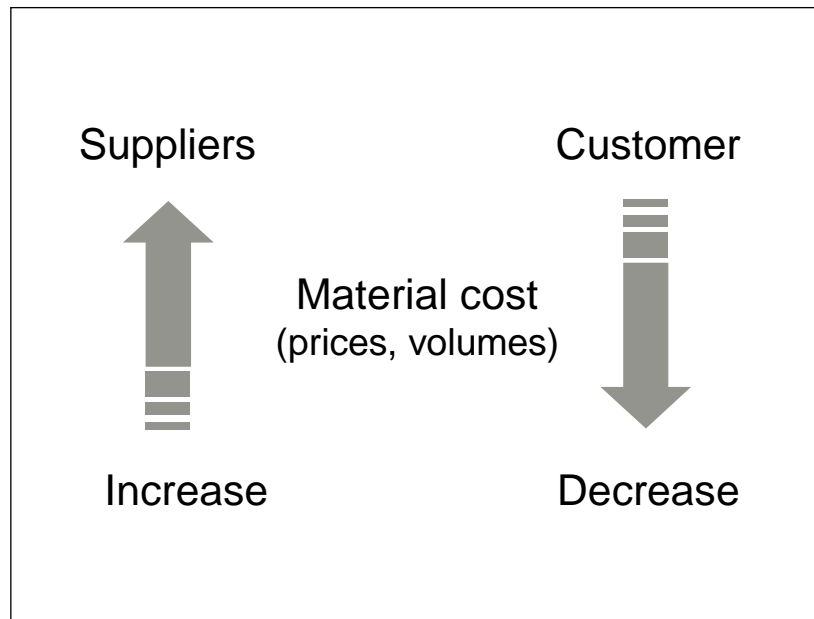 Suppliers
Customer
Material cost
(prices, volumes)
Increase
Decrease